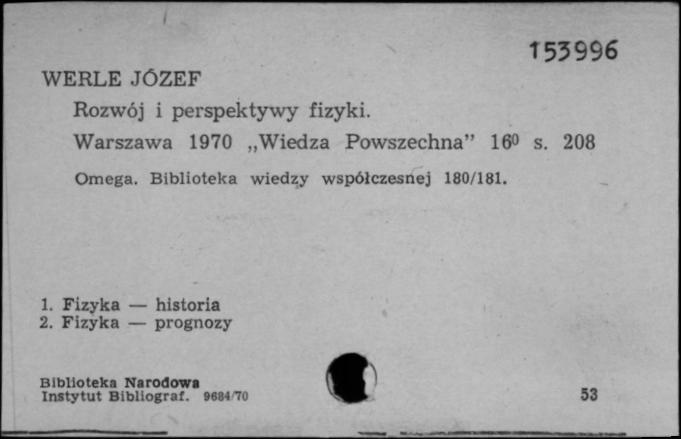 153996
WERLE JÓZEF
Rozwój i perspektywy fizyki.
Warszawa 1970 „Wiedza Powszechna” 16⁰ s. 208
Omega. Biblioteka wiedzy współczesnej 180/181.
1. Fizyka — historia
2. Fizyka — prognozy
Biblioteka Narodowa
Instytut Bibliograf. 9684/70
53